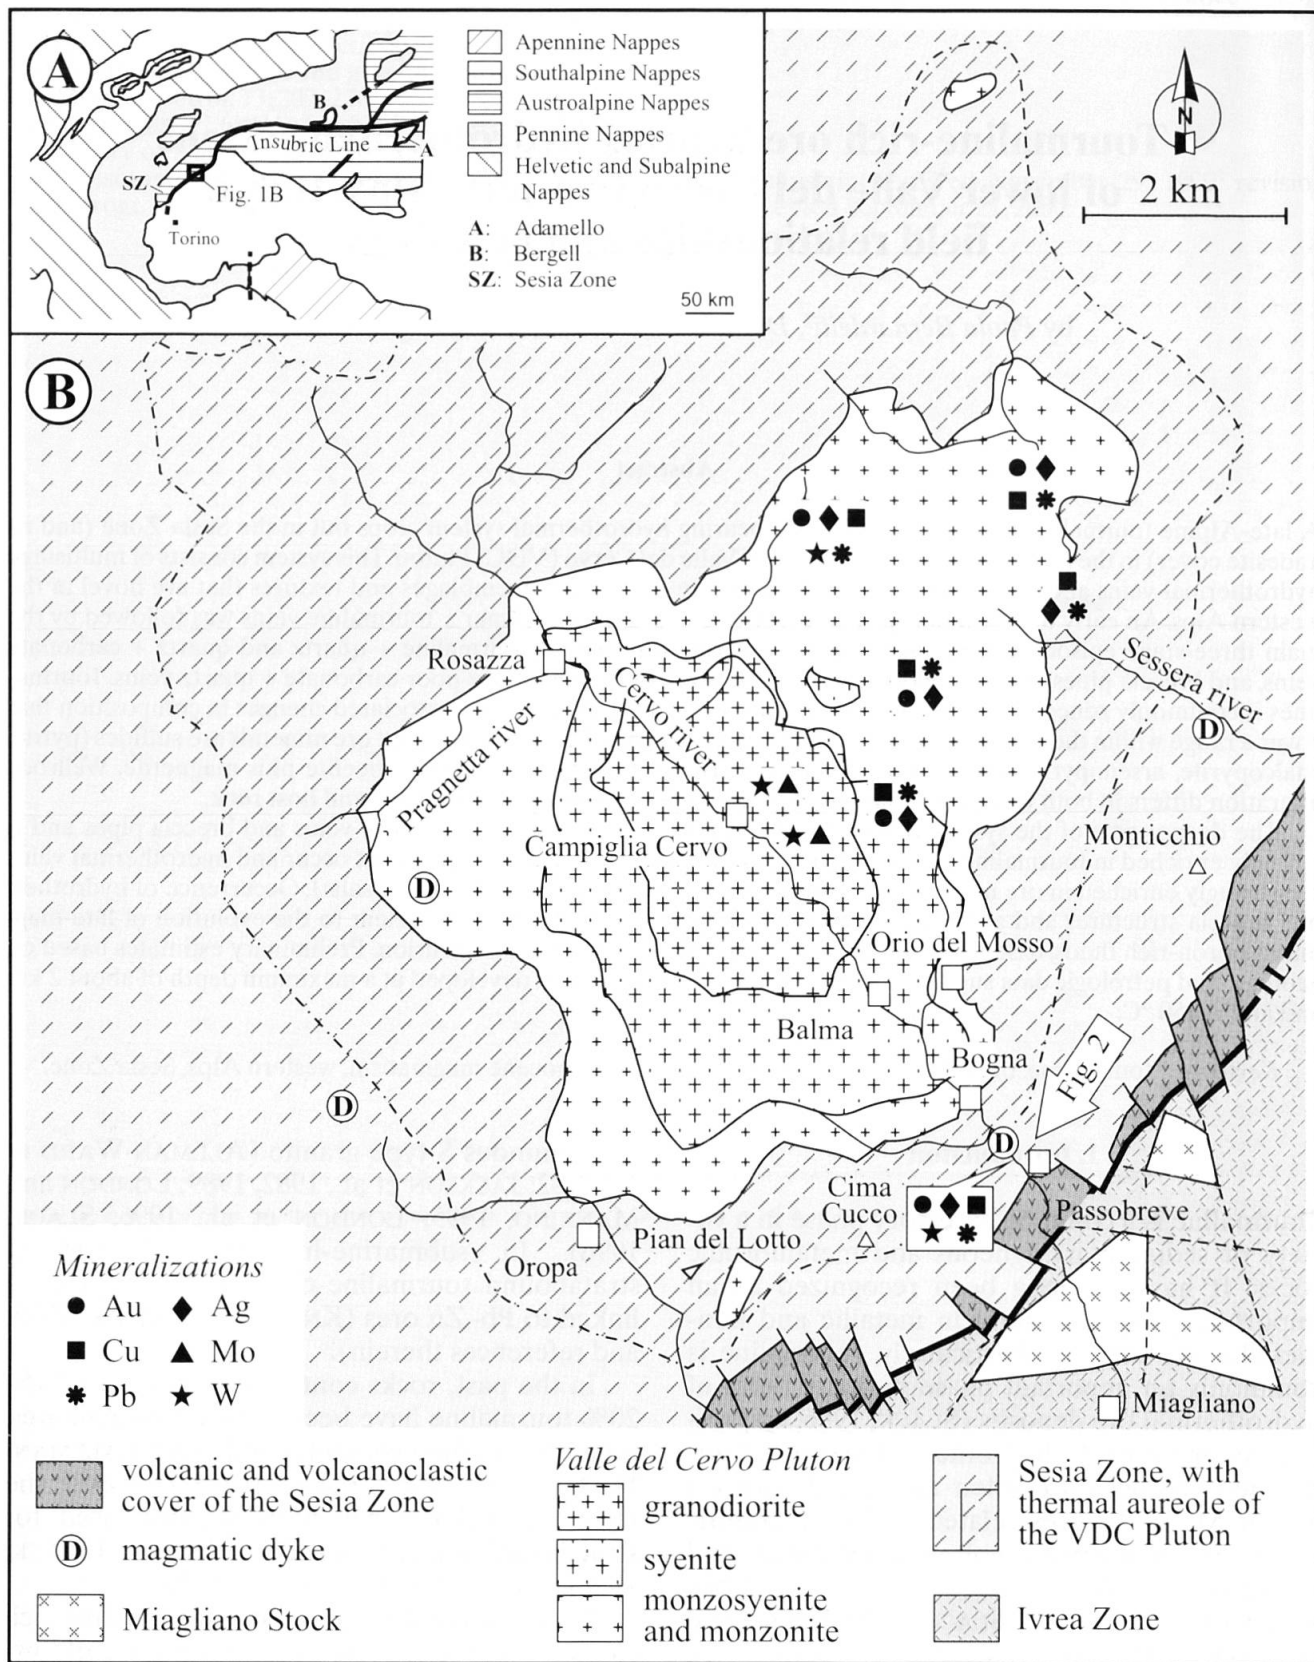 A
Apennine Nappes
Southalpine Nappes
Austroalpine Nappes
Pennine Nappes
Helvetic and Subalpine
Nappes
A: Adamello
B: Bergell
SZ: Sesia Zone
50 km
B
Insubric Line
A
SZ
Fig. 1B
Torino
N
2 km
B
Rosazza
Cervo river
Pragnetta river
Sessera river
D
Monticchio
Campiglia Cervo
D
Orio del Mosso
IL
Balma
Bogna
Fig. 2
D
D
Cima
Cucco
Passobreve
Pian del Lotto
Oropa
Miagliano
Mineralizations
Au Ag
Cu Mo
Pb W
volcanic and volcanoclastic
cover of the Sesia Zone
D magmatic dyke
Miagliano Stock
Valle del Cervo Pluton
granodiorite
syenite
monzosyenite
and monzonite
Sesia Zone, with
thermal aureole of
the VDC Pluton
Ivrea Zone